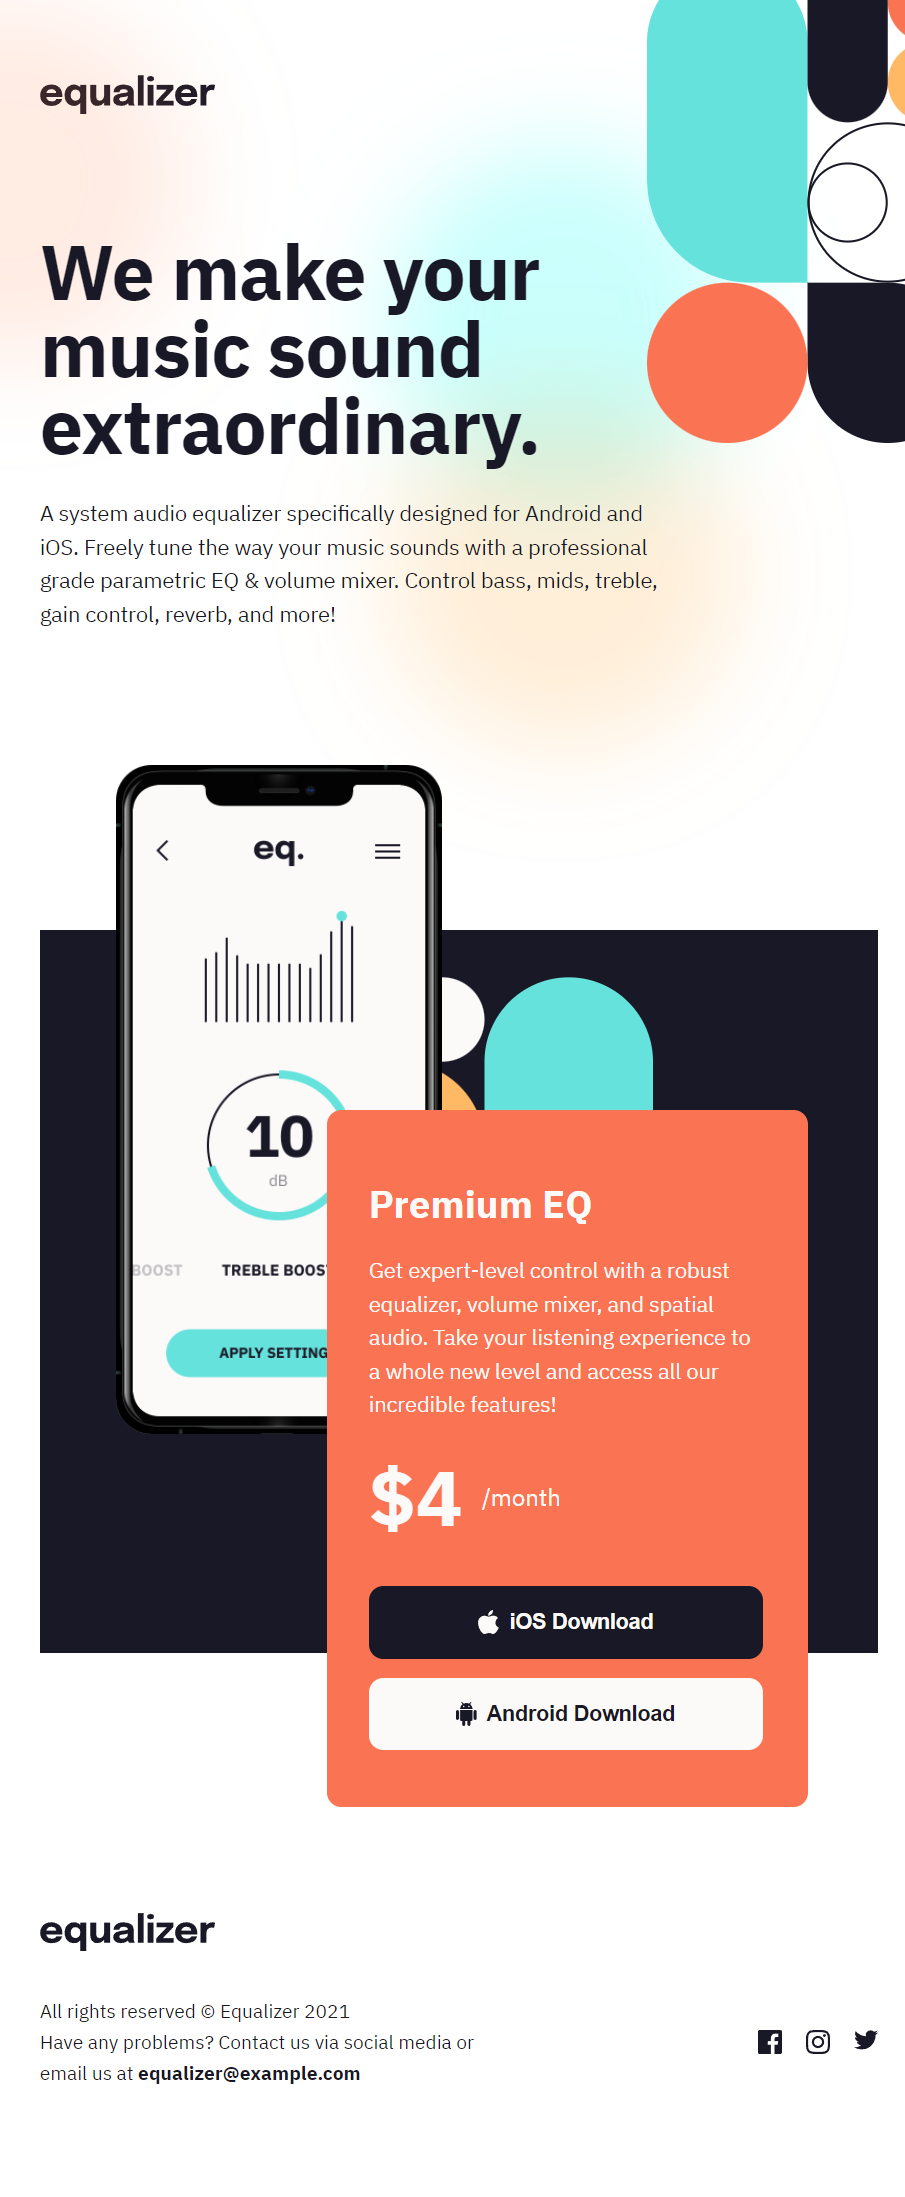 equalizer
We make your
music sound
extraordinary.
A system audio equalizer specifically designed for Android and
iOS. Freely tune the way your music sounds with a professional
grade parametric EQ & volume mixer. Control bass, mids, treble,
gain control, reverb, and more!
eq.
10
dB
BOOST TREBLE BOOS
APPLY SETTING
Premium EQ
Get expert-level control with a robust
equalizer, volume mixer, and spatial
audio. Take your listening experience to
a whole new level and access all our
incredible features!
$4 /month
iOS Download
Android Download
equalizer
All rights reserved © Equalizer 2021
Have any problems? Contact us via social media or
email us at equalizer@example.com